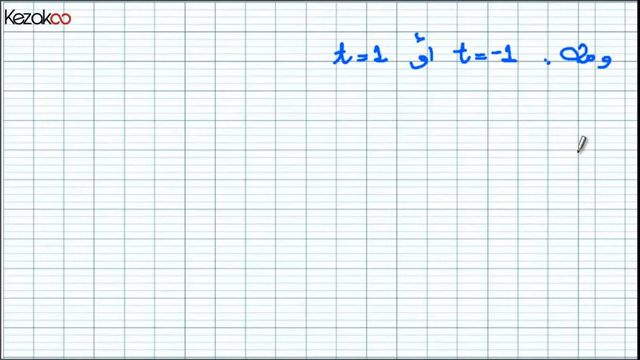 Kezakoo
ومنه : t = -1 أو t = 1